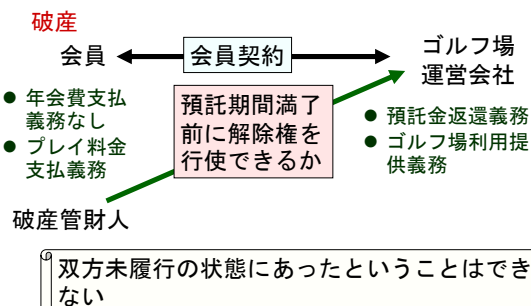 破産
会員
会員契約
ゴルフ場
運営会社
● 年会費支払
義務なし
● プレイ料金
支払義務
預託期間満了
前に解除権を
行使できるか
● 預託金返還義務
● ゴルフ場利用提
供義務
破産管財人
双方未履行の状態にあったということはでき
ない